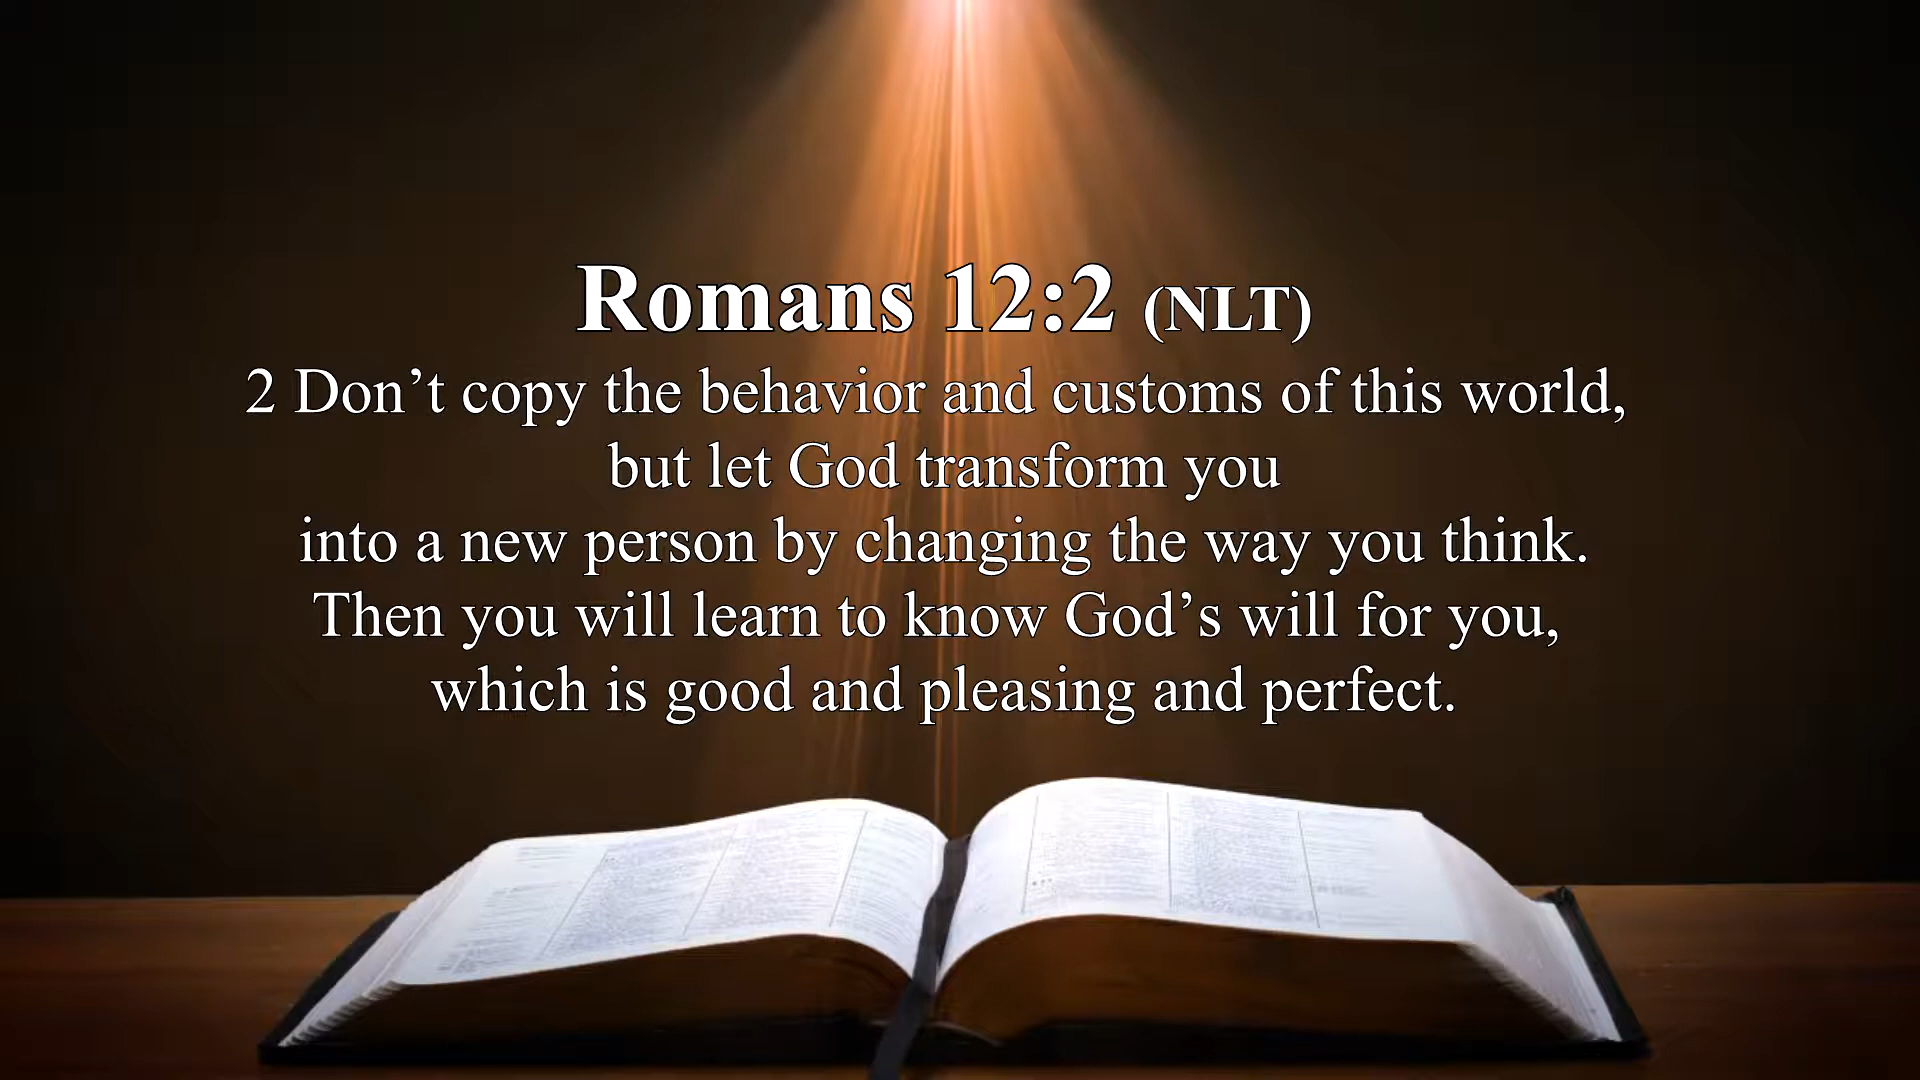 Romans 12:2 (NLT)
2 Don’t copy the behavior and customs of this world,
but let God transform you
into a new person by changing the way you think.
Then you will learn to know God’s will for you,
which is good and pleasing and perfect.